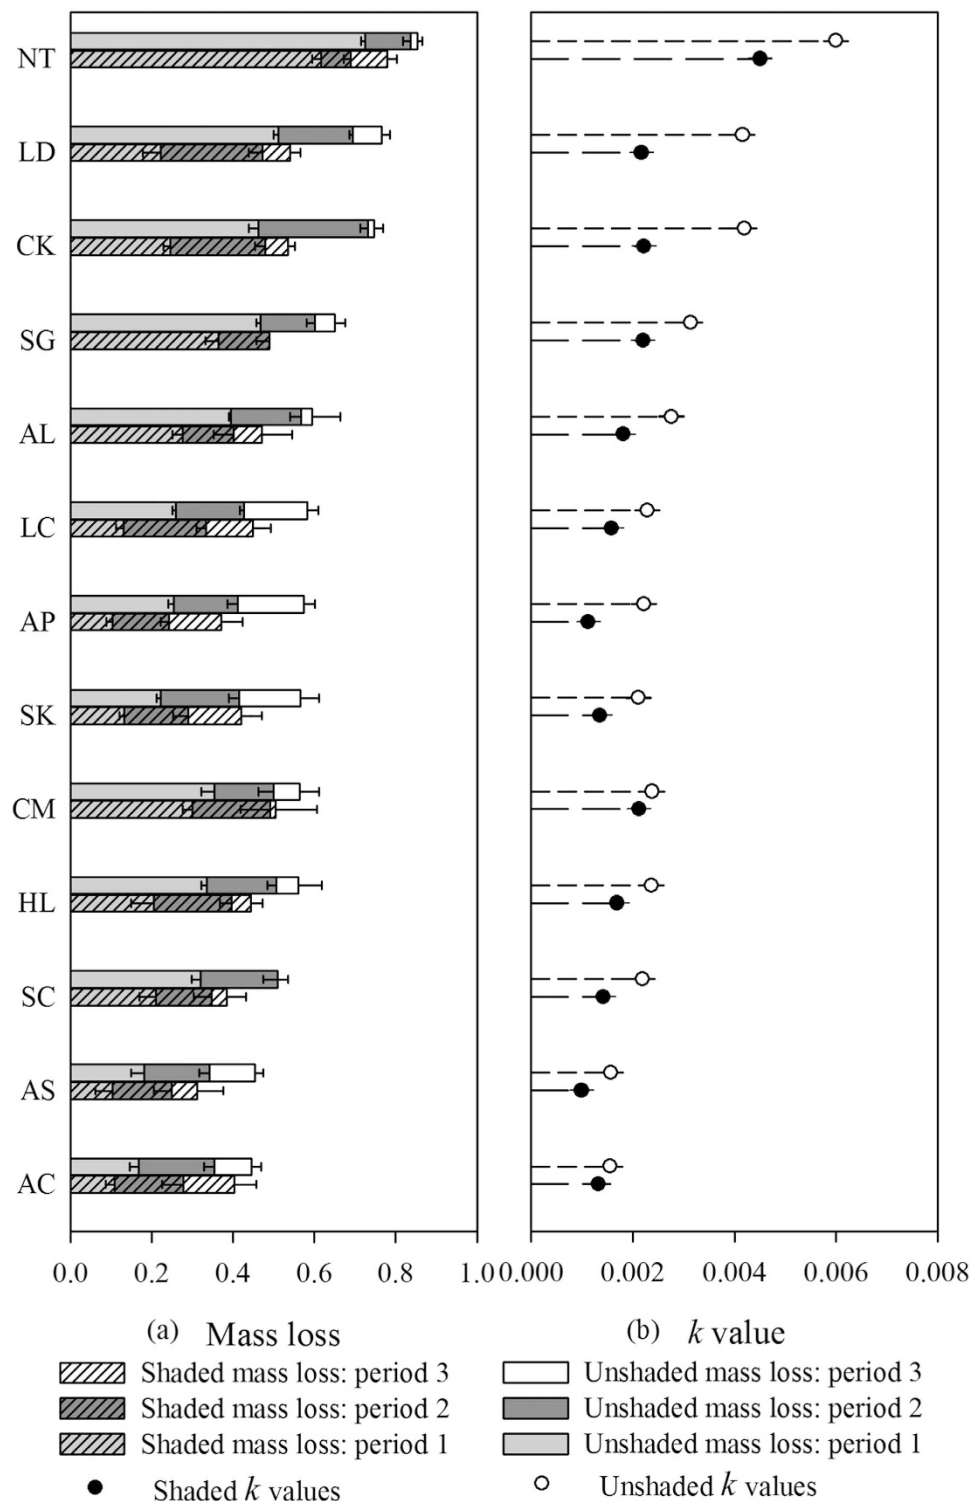 NT
LD
CK
SG
AL
LC
AP
SK
CM
HL
SC
AS
AC
0.0 0.2 0.4 0.6 0.8 1.0 0.000 0.002 0.004 0.006 0.008
(a) Mass loss (b) k value
Shaded mass loss: period 3 Unshaded mass loss: period 3
Shaded mass loss: period 2 Unshaded mass loss: period 2
Shaded mass loss: period 1 Unshaded mass loss: period 1
Shaded k values Unshaded k values